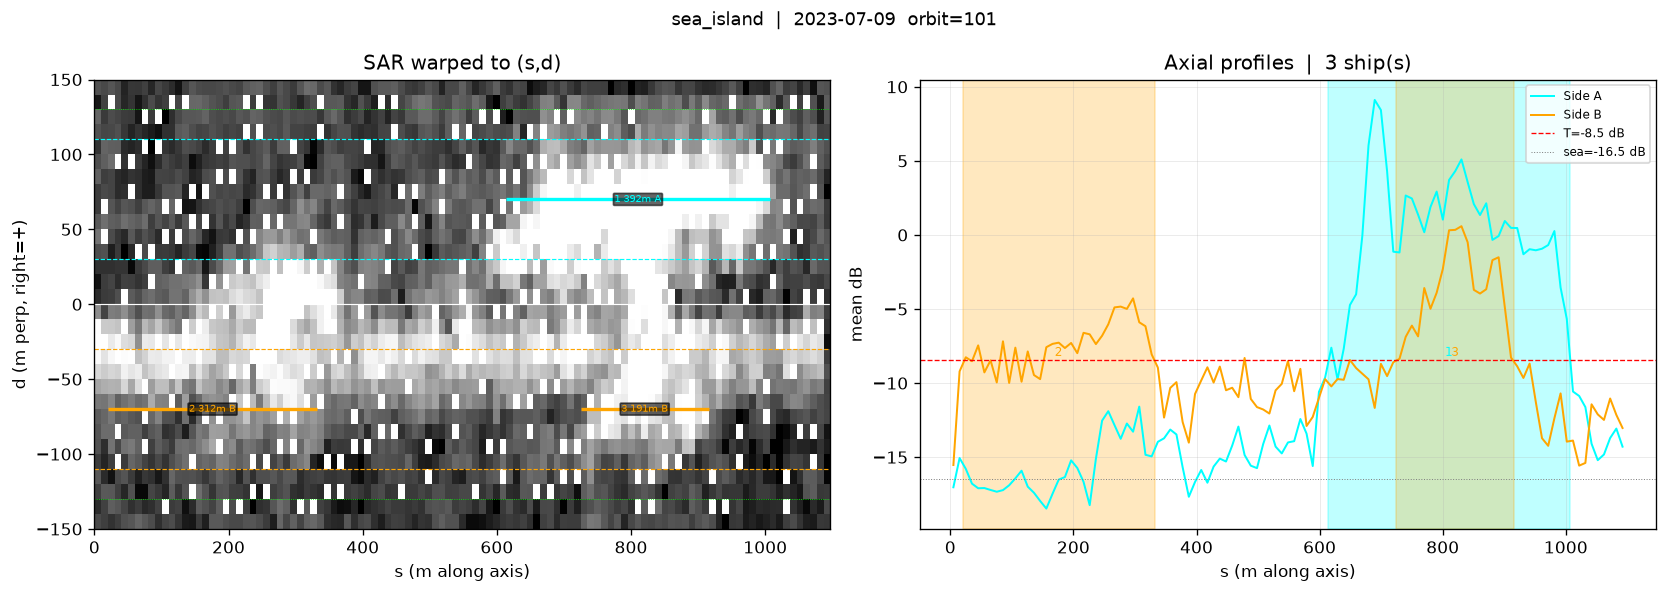 sea_island | 2023-07-09 orbit=101
SAR warped to (s,d)
150
100
50
0
−50
−100
−150
d (m perp, right=+)
1 392m A
2 312m B
3 191m B
0 200 400 600 800 1000
s (m along axis)
Axial profiles | 3 ship(s)
10
5
0
−5
−10
−15
mean dB
Side A
Side B
T=-8.5 dB
sea=-16.5 dB
2
1
3
0 200 400 600 800 1000
s (m along axis)